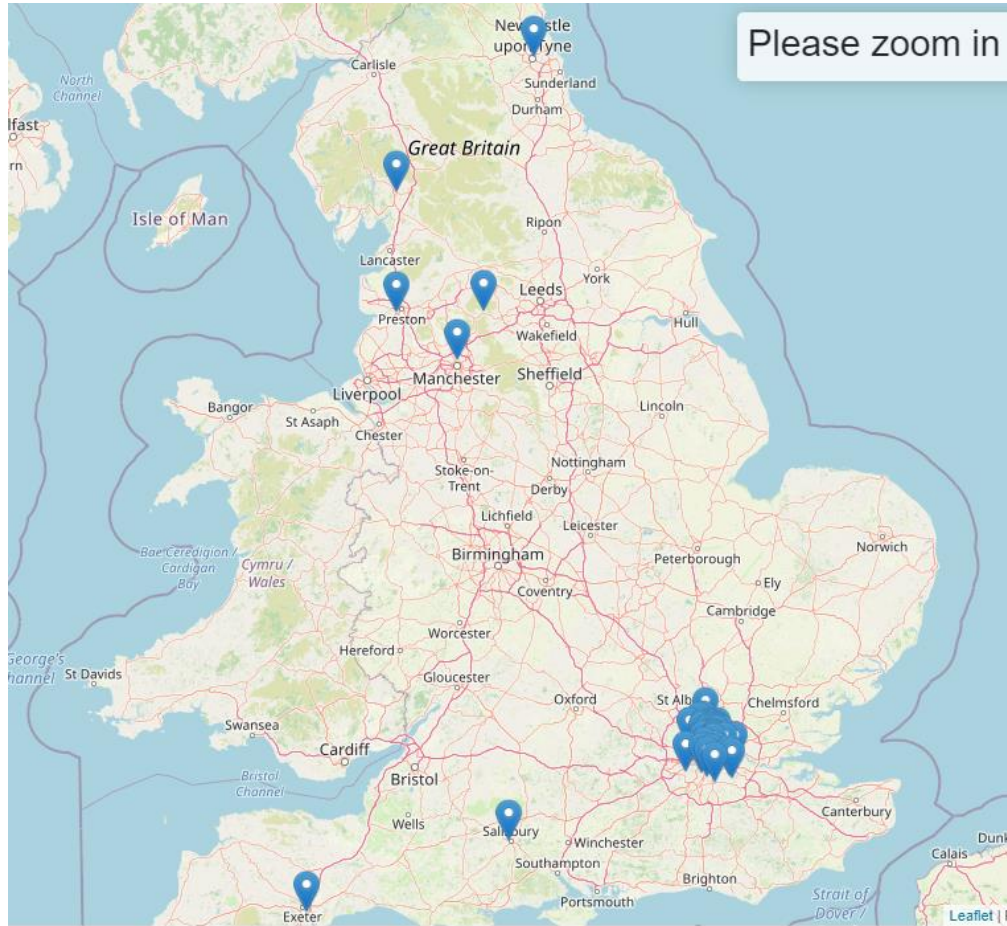 Newcastle
upon Tyne
Please zoom in
Carlisle
North
Channel
Sunderland
Durham
lfast
rn
Great Britain
Isle of Man
Ripon
Lancaster
York
Leeds
Preston
Hull
Wakefield
Manchester
Sheffield
Liverpool
Bangor
St Asaph
Lincoln
Chester
Stoke-on-
Trent
Nottingham
Derby
Lichfield
Leicester
Norwich
Bae Ceredigion /
Cardigan
Bay
Cymru /
Wales
Birmingham
Peterborough
Ely
Coventry
Cambridge
Worcester
Hereford
George's
hannel
St Davids
Gloucester
Oxford
St Alb
Chelmsford
Swansea
Cardiff
Bristol
Bristol
Channel
Canterbury
Wells
Salisbury
Winchester
Southampton
Dun
Calais
Portsmouth
Brighton
Strait of
Dover /
Exeter
Leaflet |